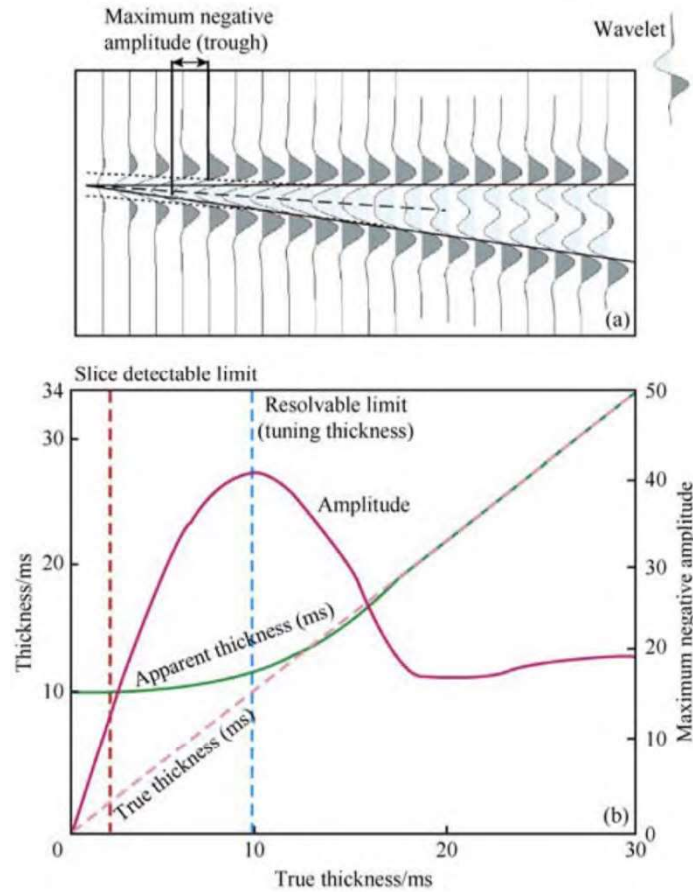 Maximum negative
amplitude (trough)
Wavelet
(a)
Slice detectable limit
34
30
20
10
0
Thickness/ms
Resolvable limit
(tuning thickness)
Amplitude
Apparent thickness (ms)
True thickness (ms)
50
40
30
20
10
0
Maximum negative amplitude
(b)
0
10
20
30
True thickness/ms